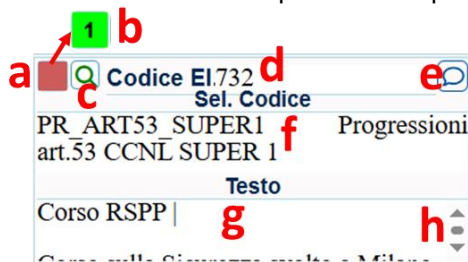 1 b
a c Codice El.732 d e
Sel. Codice
PR_ART53_SUPER1 f Progressioni
art.53 CCNL SUPER 1
Testo
Corso RSPP | g h